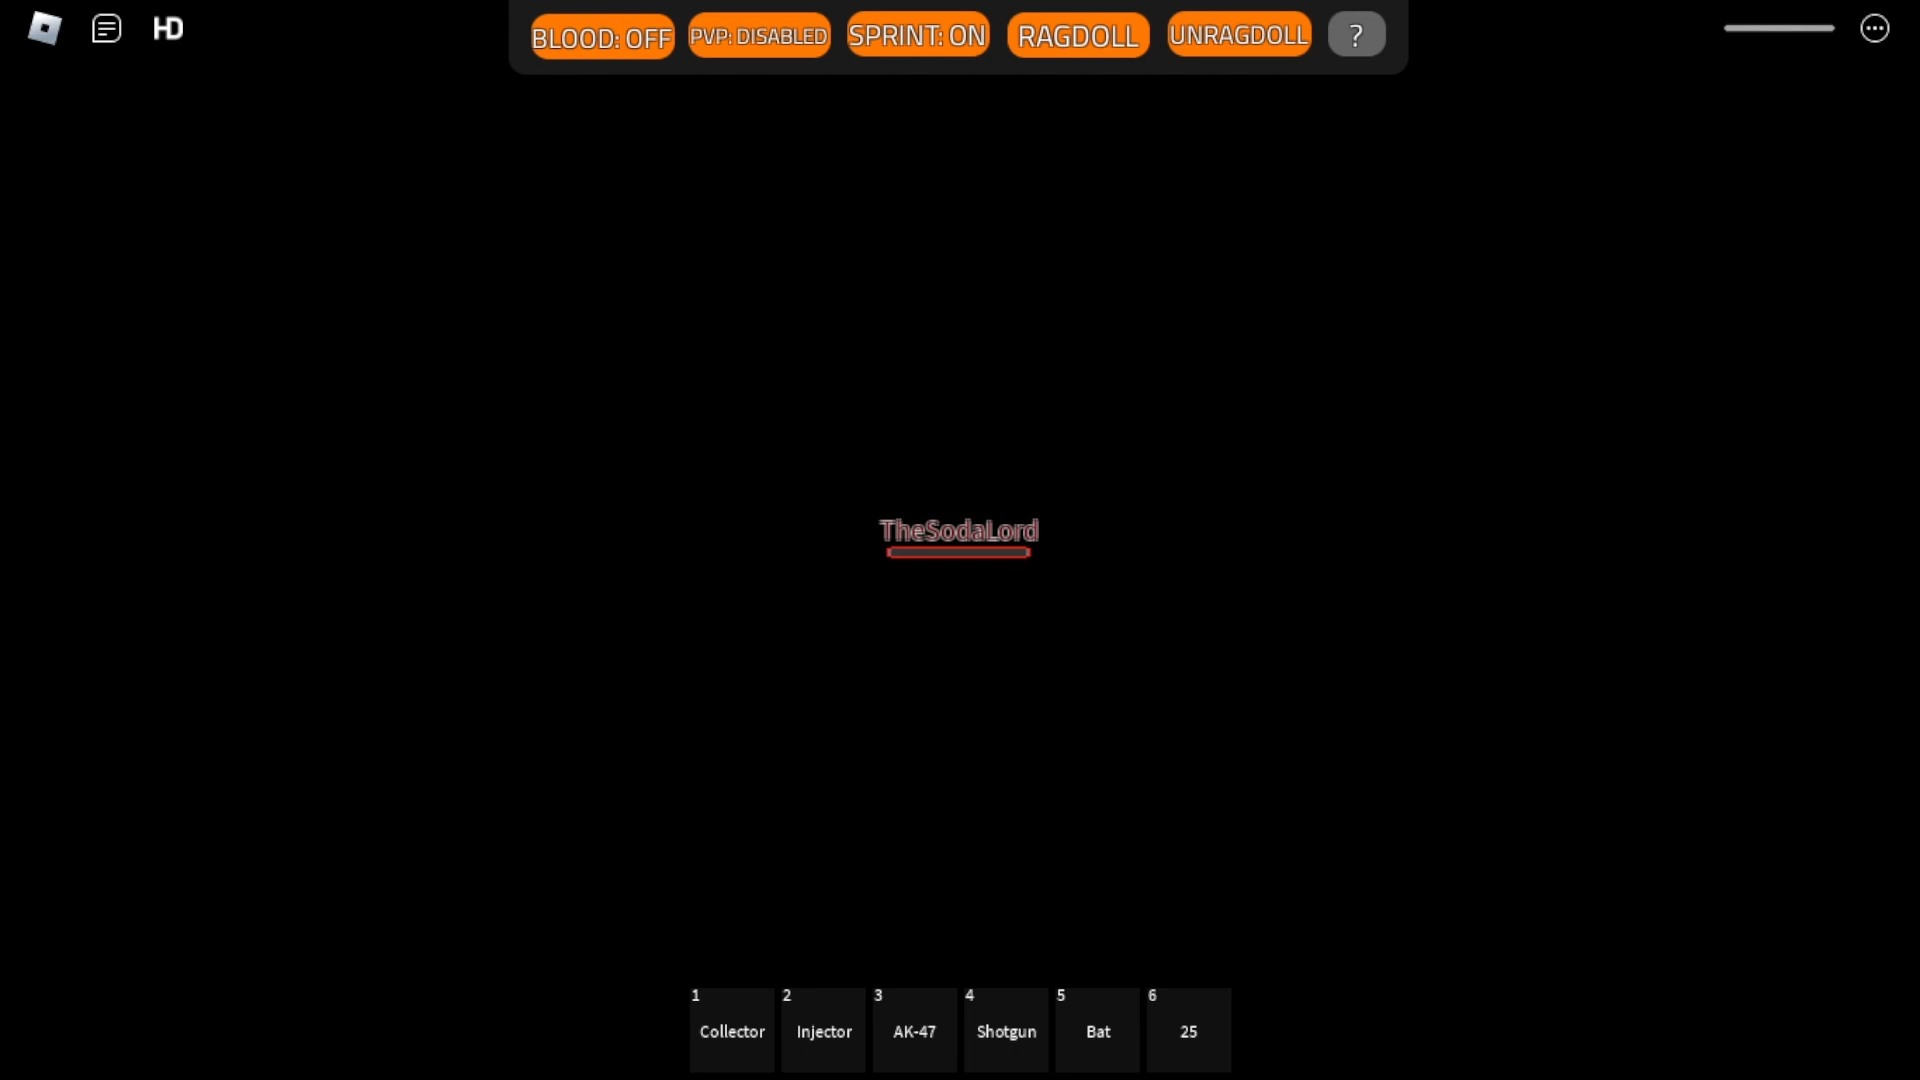 HD
BLOOD: OFF
PVP: DISABLED
SPRINT: ON
RAGDOLL
UNRAGDOLL
?
TheSodaLord
1
Collector
2
Injector
3
AK-47
4
Shotgun
5
Bat
6
25